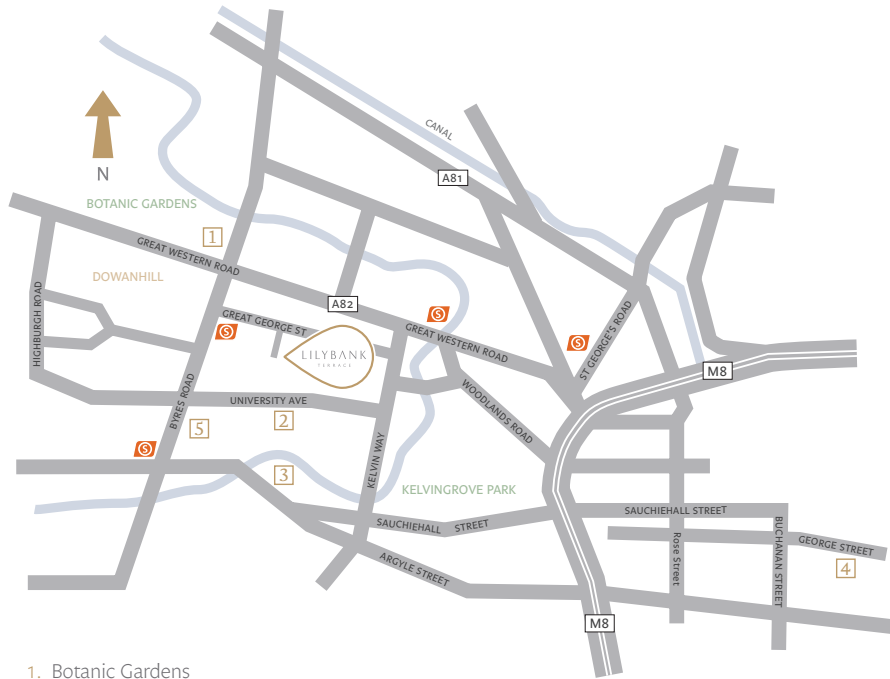 CANAL
A81
N
BOTANIC GARDENS
1
GREAT WESTERN ROAD
DOWANHILL
HIGHBURGH ROAD
A82
S
GREAT GEORGE ST
S
GREAT WESTERN ROAD
S
ST GEORGE'S ROAD
LILYBANK
TERRACE
M8
WOODLANDS ROAD
BYRES ROAD
UNIVERSITY AVE
2
5
S
KELVIN WAY
3
KELVINGROVE PARK
SAUCHIEHALL STREET
SAUCHIEHALL STREET
Rose Street
BUCHANAN STREET
GEORGE STREET
4
ARGYLE STREET
M8
1. Botanic Gardens